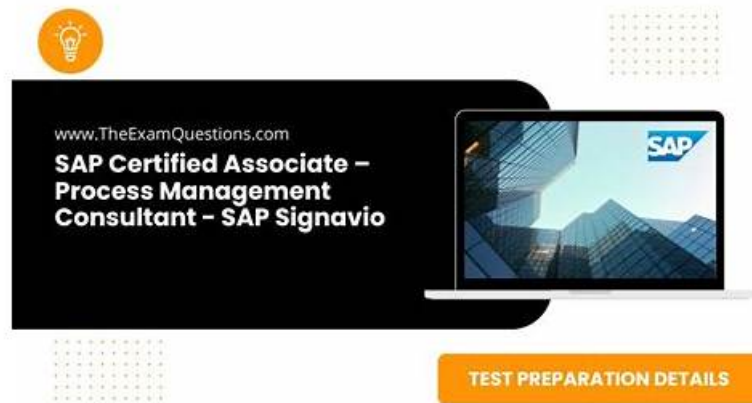 www.TheExamQuestions.com
SAP Certified Associate –
Process Management
Consultant - SAP Signavio
SAP
TEST PREPARATION DETAILS